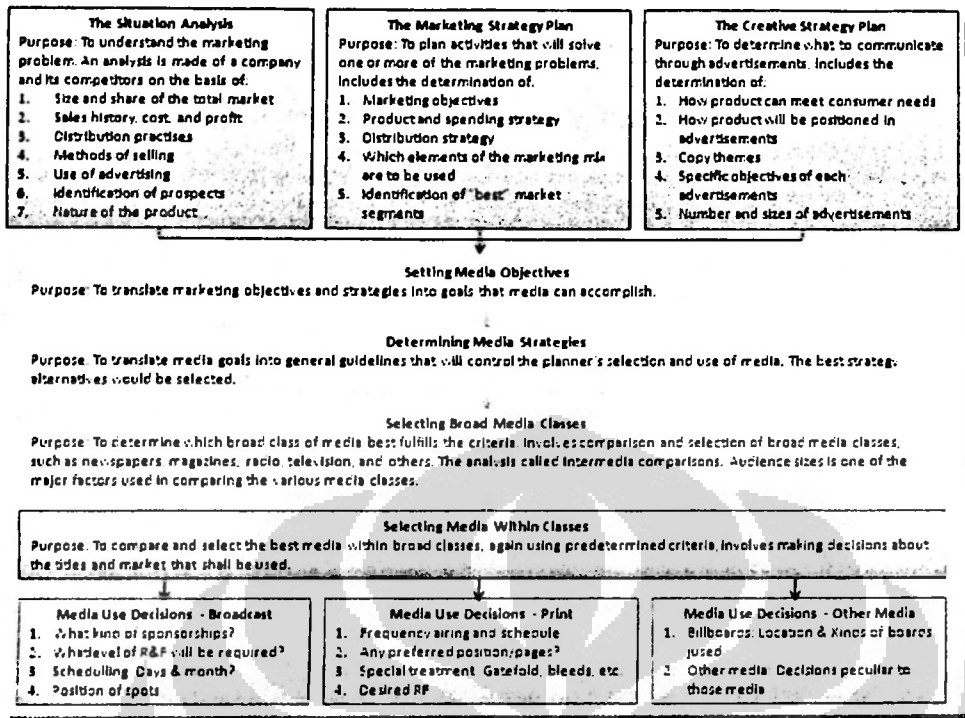 The Situation Analysis
Purpose: To understand the marketing
problem. An analysis is made of a company
and its competitors on the basis of:
1. Size and share of the total market
2. Sales history, cost, and profit
3. Distribution practises
4. Methods of selling
5. Use of advertising
6. Identification of prospects
7. Nature of the product
The Marketing Strategy Plan
Purpose: To plan activities that will solve
one or more of the marketing problems,
includes the determination of:
1. Marketing objectives
2. Product and spending strategy
3. Distribution strategy
4. Which elements of the marketing mix
are to be used
5. Identification of "best" market
segments
The Creative Strategy Plan
Purpose: To determine what to communicate
through advertisements, includes the
determination of:
1. How product can meet consumer needs
2. How product will be positioned in
advertisements
3. Copy themes
4. Specific objectives of each
advertisements
5. Number and sizes of advertisements
Setting Media Objectives
Purpose: To translate marketing objectives and strategies into goals that media can accomplish.
Determining Media Strategies
Purpose: To translate media goals into general guidelines that will control the planner's selection and use of media. The best strategy
alternatives would be selected.
Selecting Broad Media Classes
Purpose: To determine which broad class of media best fulfills the criteria. Involves comparison and selection of broad media classes,
such as newspapers, magazines, radio, television, and others. The analysis called intermedia comparisons. Audience sizes is one of the
major factors used in comparing the various media classes.
Selecting Media Within Classes
Purpose: To compare and select the best media within broad classes, again using predetermined criteria, involves making decisions about
the titles and market that shall be used.
Media Use Decisions - Broadcast
1. What kind of sponsorships?
2. What level of R&F will be required?
3 Schedulling Days & month?
4. Position of spots
Media Use Decisions - Print
1. Frequency airing and schedule
2. Any preferred position/pages?
3 Special treatment Gatefold, bleeds, etc.
4. Desired RF
Media Use Decisions - Other Media
1. Billboards: Location & Kinds of boards
used
2 Other media Decisions peculiar to
those media